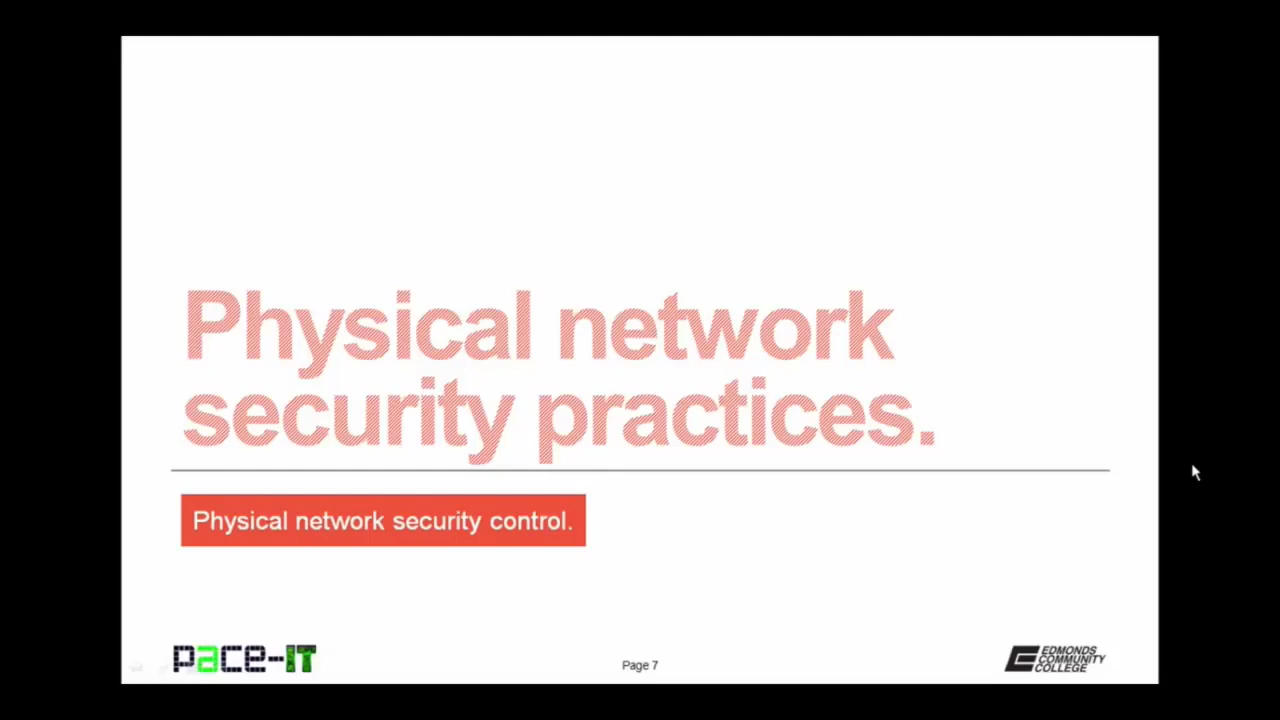 Physical network
security practices.
Physical network security control.
pace-IT
Page 7
EDMONDS
COMMUNITY
COLLEGE